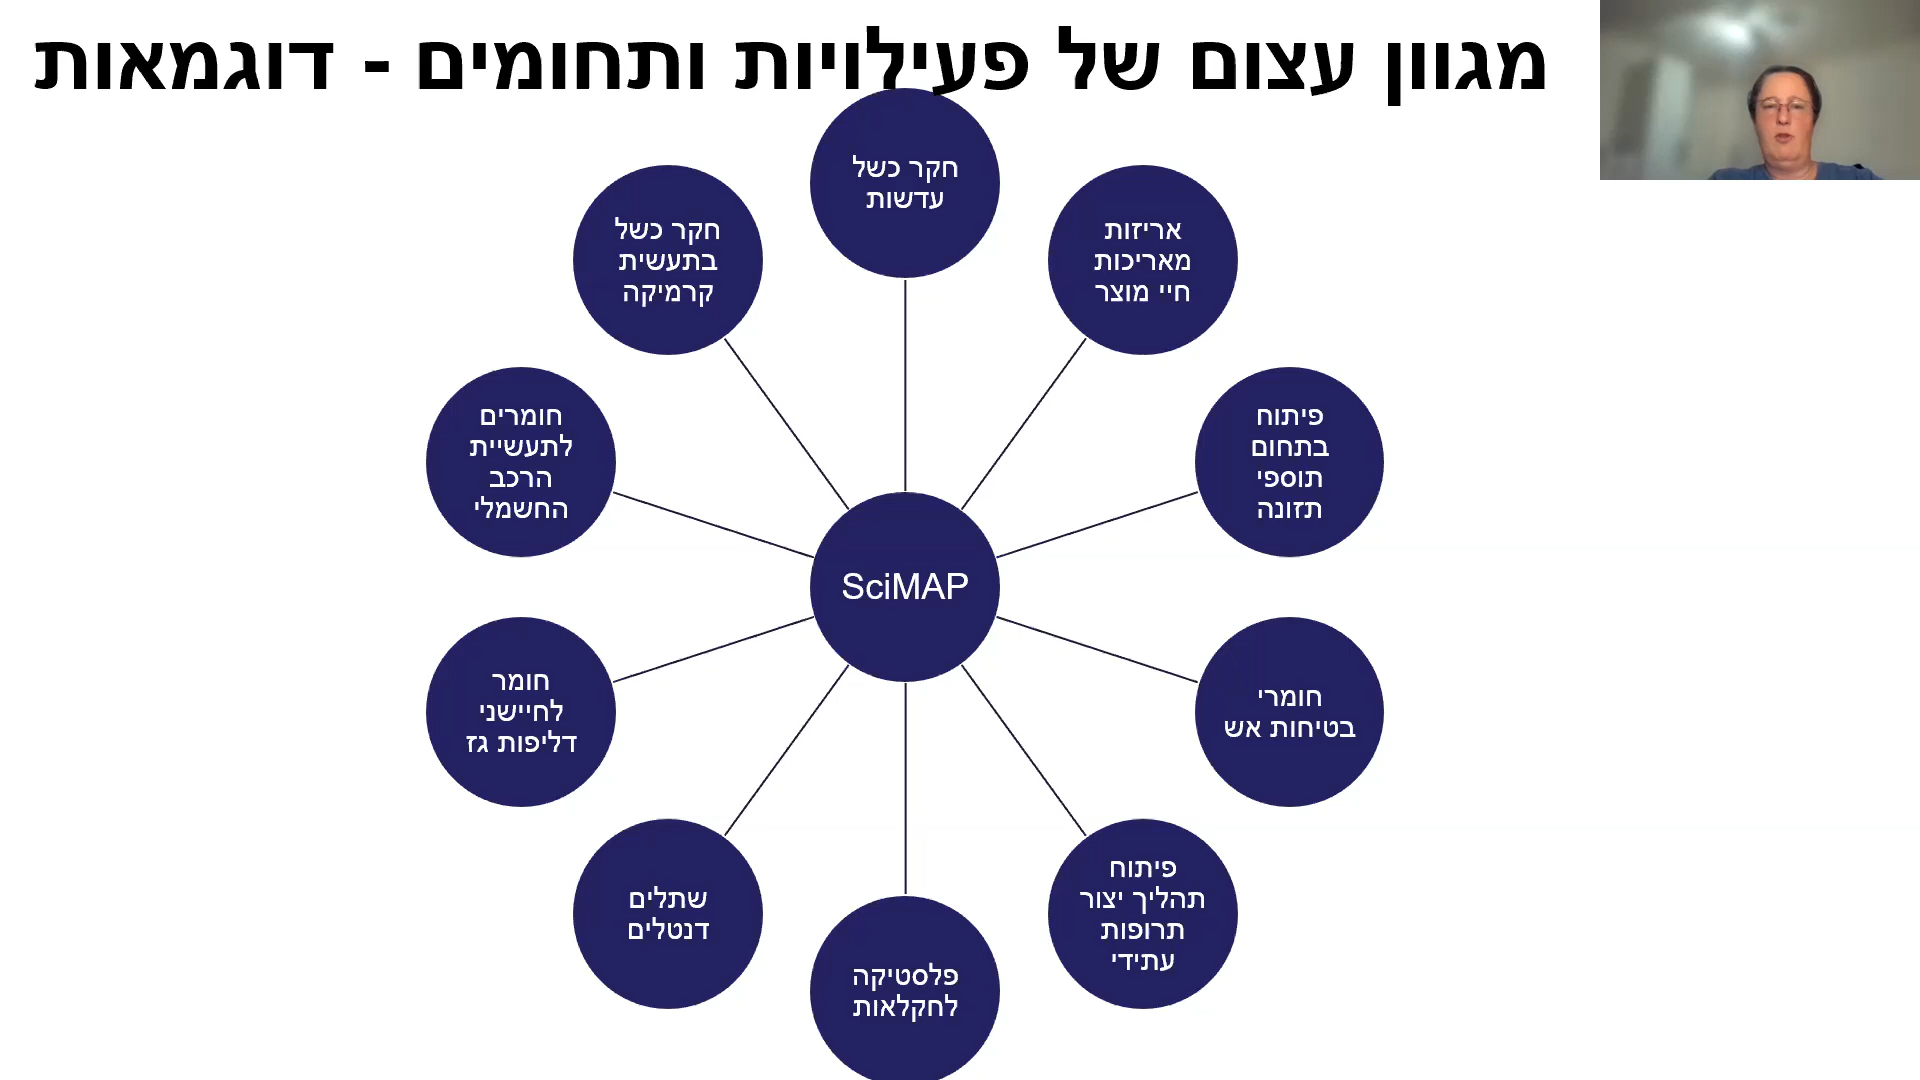 מגוון עצום של פעילויות ותחומים - דוגמאות
חקר כשל
עדשות
אריזות
מאריכות
חיי מוצר
פיתוח
בתחום
תוספי
תזונה
חומרי
בטיחות אש
פיתוח
תהליך יצור
תרופות
עתידי
פלסטיקה
לחקלאות
שתלים
דנטלים
חומר
לחיישני
דליפות גז
חומרים
לתעשיית
הרכב
החשמלי
חקר כשל
בתעשית
קרמיקה
SciMAP